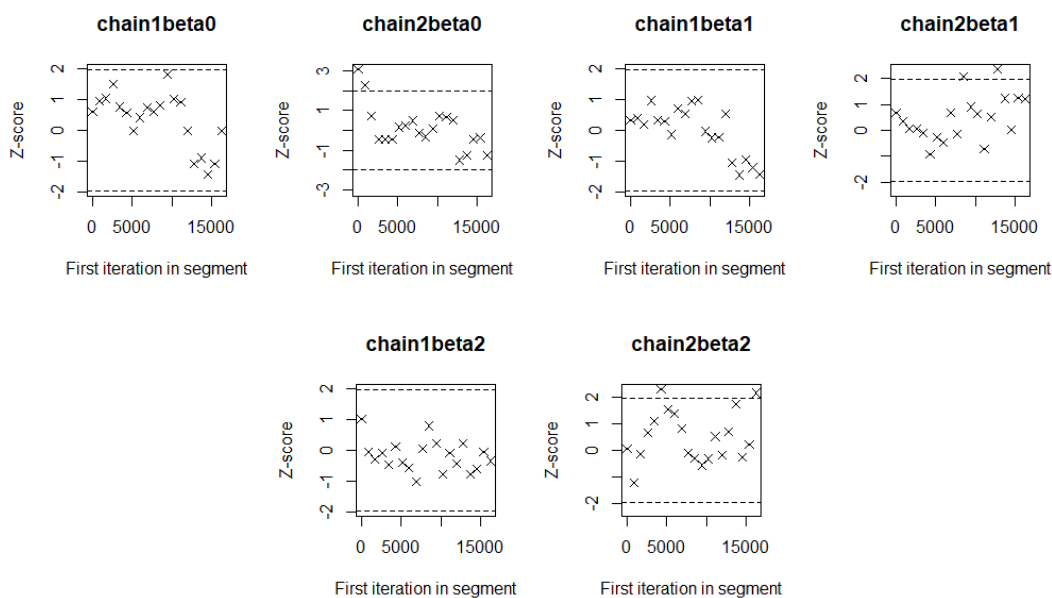 chain1beta0
chain2beta0
chain1beta1
chain2beta1
Z-score
2
1
0
-1
-2
0 5000 15000
First iteration in segment
Z-score
3
1
-1
-3
0 5000 15000
First iteration in segment
Z-score
2
1
0
-1
-2
0 5000 15000
First iteration in segment
Z-score
2
0
-2
0 5000 15000
First iteration in segment
chain1beta2
chain2beta2
Z-score
2
1
0
-1
-2
0 5000 15000
First iteration in segment
Z-score
2
0
-2
0 5000 15000
First iteration in segment